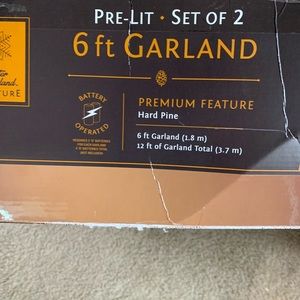 PRE-LIT • SET OF 2
6 ft GARLAND
BATTERY
OPERATED
PREMIUM FEATURE
Hard Pine
6 ft Garland (1.8 m)
12 ft of Garland Total (3.7 m)